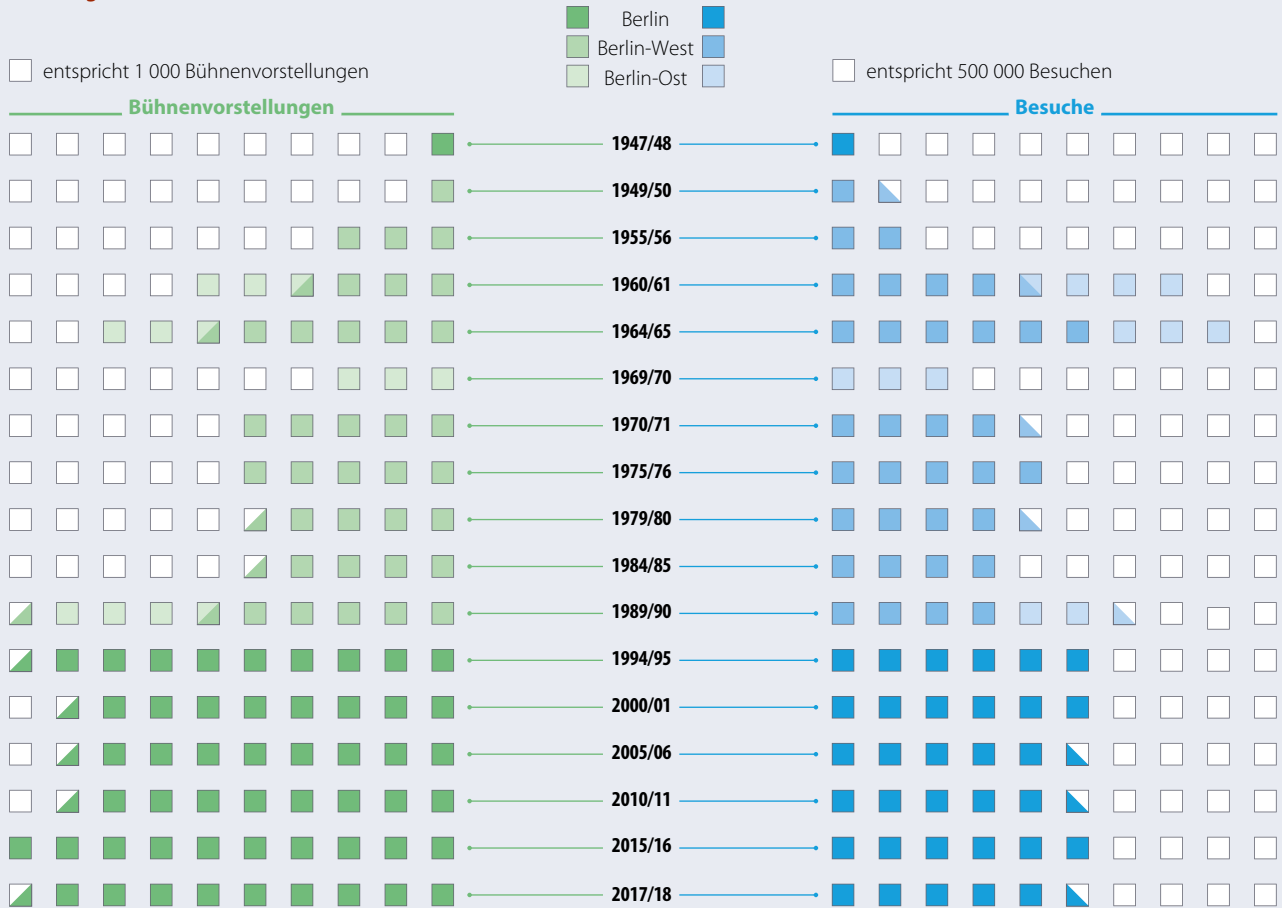 Berlin
Berlin-West
Berlin-Ost
entspricht 1 000 Bühnenvorstellungen
entspricht 500 000 Besuchen
Bühnenvorstellungen
Besuche
1947/48
1949/50
1955/56
1960/61
1964/65
1969/70
1970/71
1975/76
1979/80
1984/85
1989/90
1994/95
2000/01
2005/06
2010/11
2015/16
2017/18